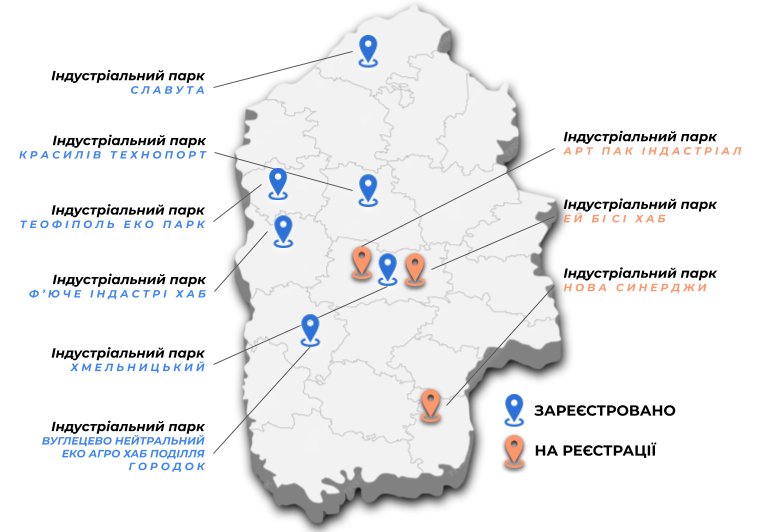 Індустріальний парк
СЛАВУТА
Індустріальний парк
КРАСИЛІВ ТЕХНОПОРТ
Індустріальний парк
ТЕОФІПОЛЬ ЕКО ПАРК
Індустріальний парк
Ф’ЮЧЕ ІНДАСТРІ ХАБ
Індустріальний парк
ХМЕЛЬНИЦЬКИЙ
Індустріальний парк
ВУГЛЕЦЕВО НЕЙТРАЛЬНИЙ
ЕКО АГРО ХАБ ПОДІЛЛЯ
ГОРОДОК
Індустріальний парк
АРТ ПАК ІНДАСТРІАЛ
Індустріальний парк
ЕЙ БІ СІ ХАБ
Індустріальний парк
НОВА СИНЕРДЖИ
ЗАРЕЄСТРОВАНО
НА РЕЄСТРАЦІЇ